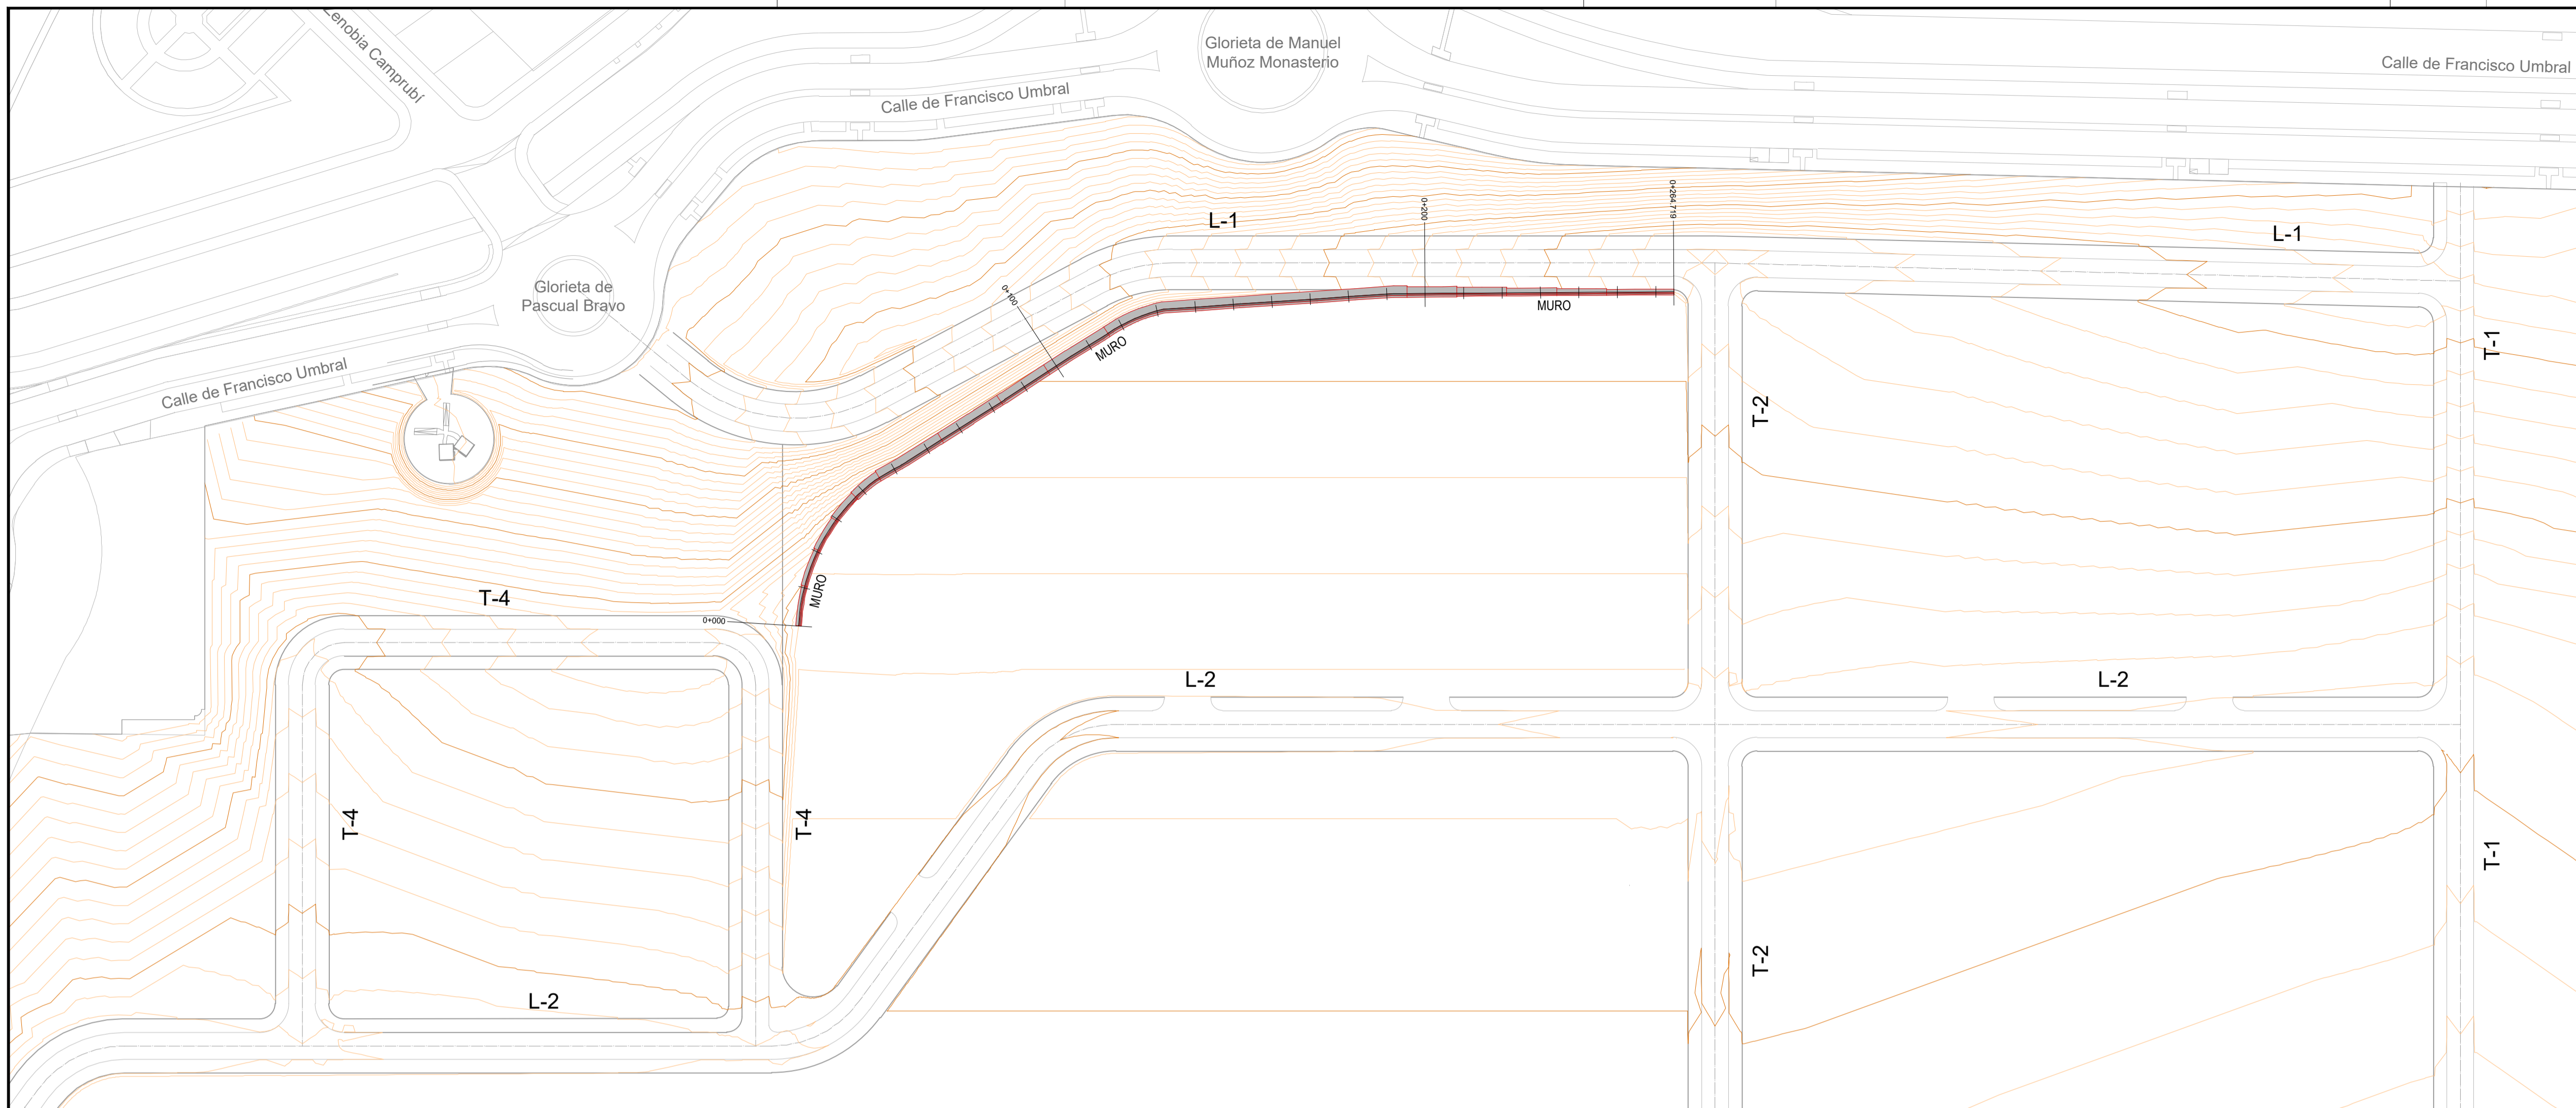 Zenobia Camprubí
Glorieta de Manuel
Muñoz Monasterio
Calle de Francisco Umbral
Calle de Francisco Umbral
L-1
0+200
0+264.719
L-1
Glorieta de
Pascual Bravo
0+100
MURO
MURO
T-1
Calle de Francisco Umbral
T-2
MURO
T-4
0+000
L-2
L-2
T-4
T-4
T-1
T-2
L-2